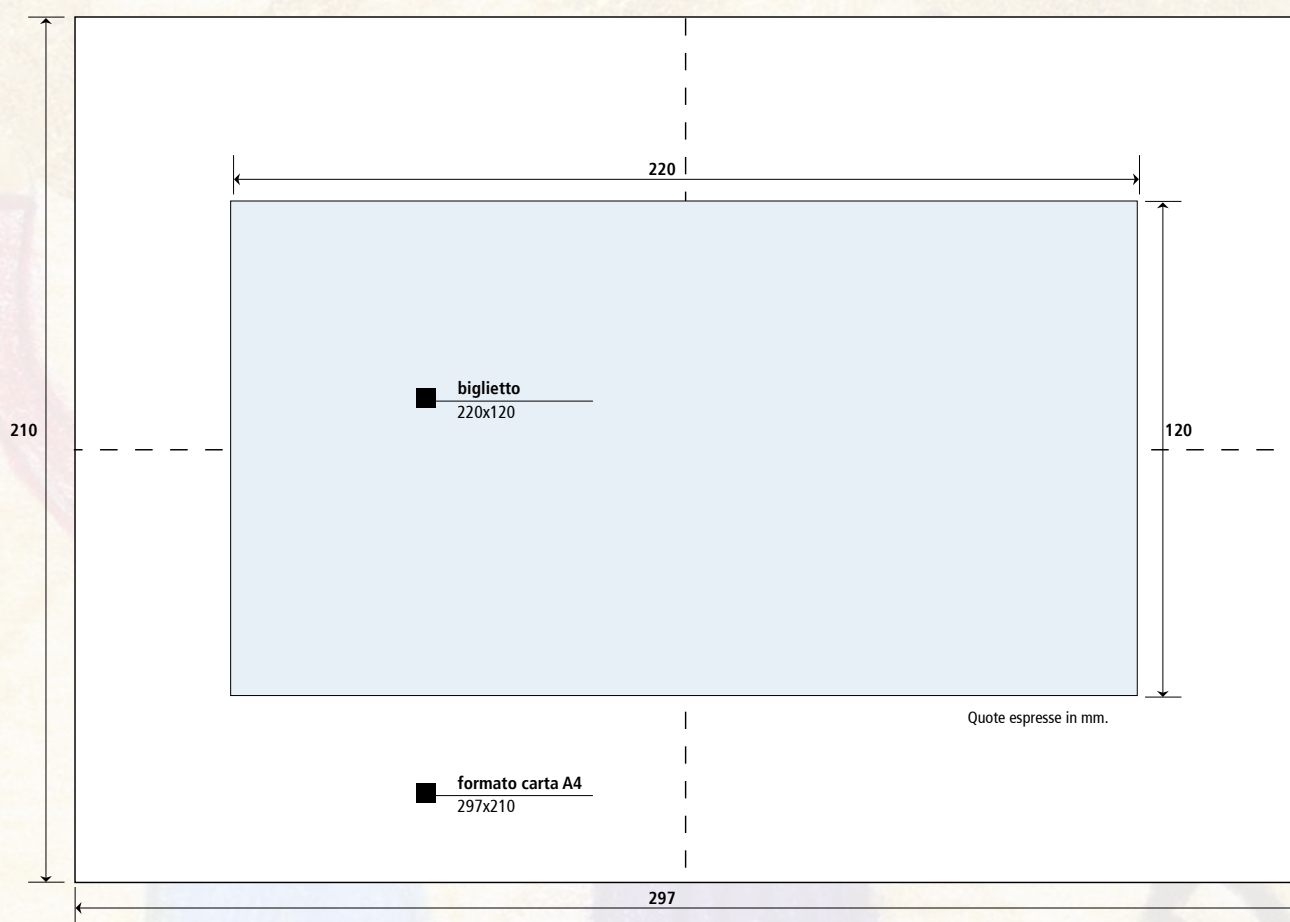 220
biglietto
220x120
210
120
Quote espresse in mm.
formato carta A4
297x210
297